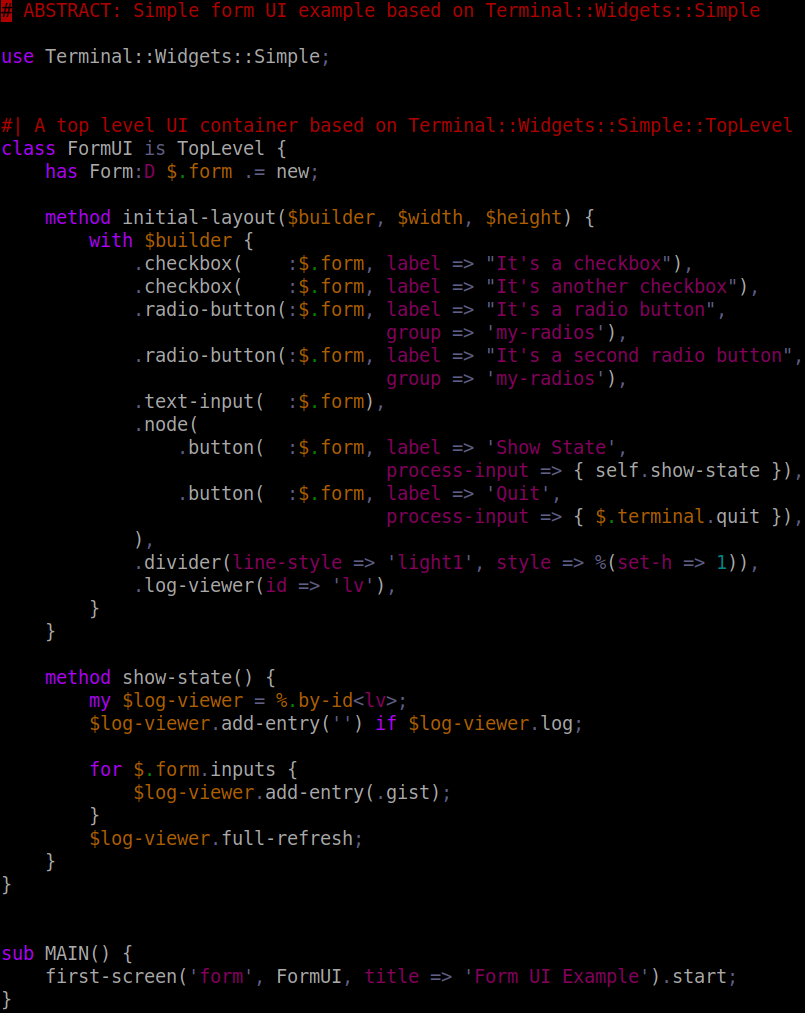 # ABSTRACT: Simple form UI example based on Terminal::Widgets::Simple

use Terminal::Widgets::Simple;


#| A top level UI container based on Terminal::Widgets::Simple::TopLevel
class FormUI is TopLevel {
    has Form:D $.form .= new;

    method initial-layout($builder, $width, $height) {
        with $builder {
            .checkbox(    :$.form, label => "It's a checkbox"),
            .checkbox(    :$.form, label => "It's another checkbox"),
            .radio-button(:$.form, label => "It's a radio button",
                                   group => 'my-radios'),
            .radio-button(:$.form, label => "It's a second radio button",
                                   group => 'my-radios'),
            .text-input(  :$.form),
            .node(
                .button(  :$.form, label => 'Show State',
                                   process-input => { self.show-state }),
                .button(  :$.form, label => 'Quit',
                                   process-input => { $.terminal.quit }),
            ),
            .divider(line-style => 'light1', style => %(set-h => 1)),
            .log-viewer(id => 'lv'),
        }
    }

    method show-state() {
        my $log-viewer = %.by-id<lv>;
        $log-viewer.add-entry('') if $log-viewer.log;

        for $.form.inputs {
            $log-viewer.add-entry(.gist);
        }
        $log-viewer.full-refresh;
    }
}


sub MAIN() {
    first-screen('form', FormUI, title => 'Form UI Example').start;
}